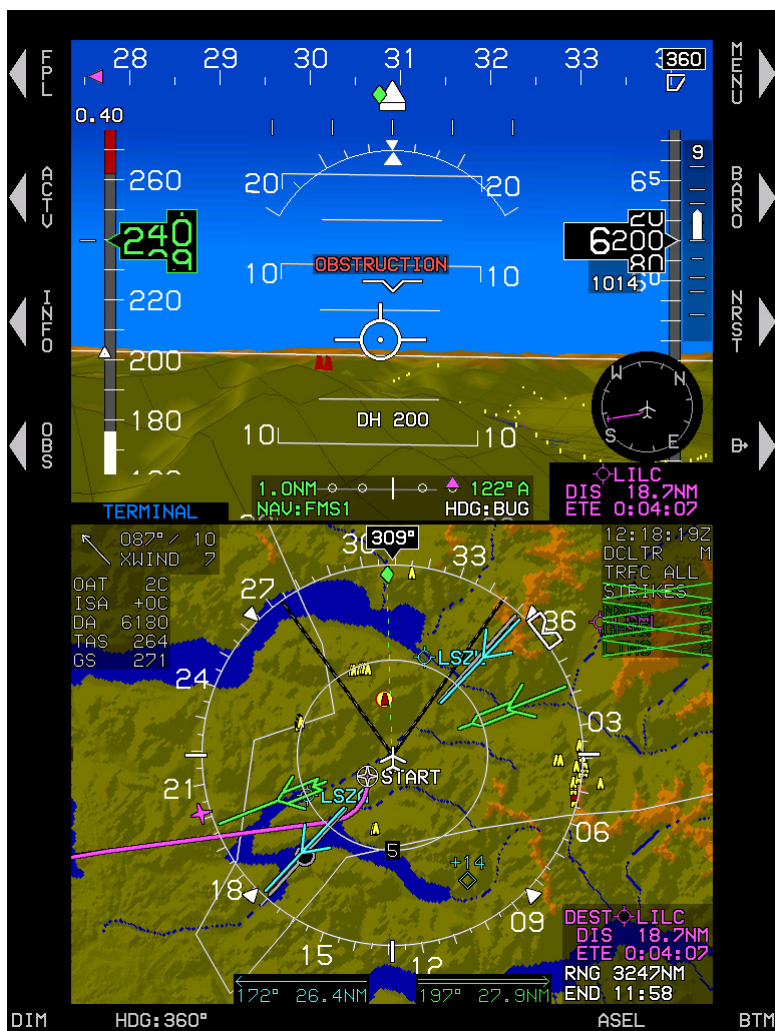 FPL
MENU
28 29 30 31 32 33
360
0.40
ACTV
BARO
9
260
20 20
65
240
6200
OBSTRUCTION
10 10
1014
INFO
NRST
220
200
W N
S E
180
DH 200
OBS
10 10
LILC
DIS 18.7NM
ETE 0:04:07
1.0NM
122°A
NAV:FMS1
HDG:BUG
TERMINAL
087°/ 10
XWIND 7
309°
12:18:19Z
DCLTR M
TRFC ALL
STRIKES
OAT 2C
ISA +0C
DA 6180
TAS 264
GS 271
30 33
27 36
24 03
21 06
18 09
15 12
START
LSZA
5
+14
DEST LILC
DIS 18.7NM
ETE 0:04:07
RNG 3247NM
END 11:58
172° 26.4NM
197° 27.9NM
DIM
HDG:360°
ASEL
BTM